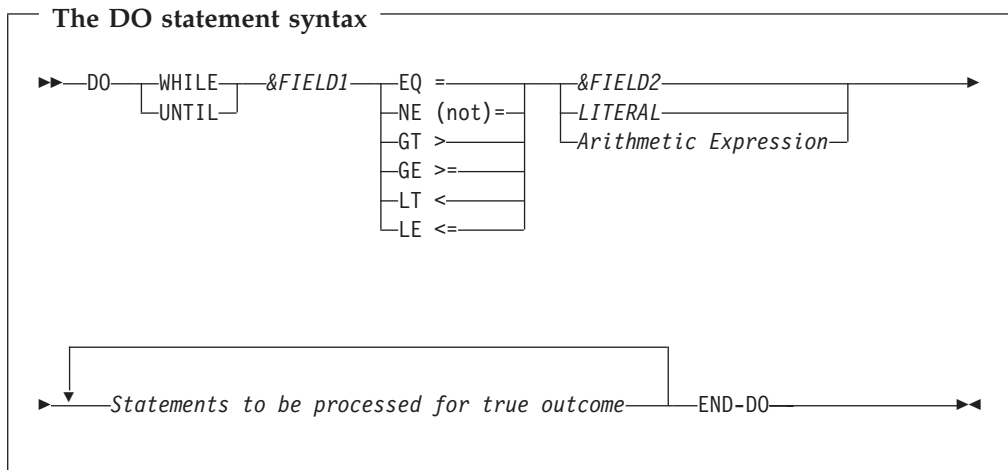 The DO statement syntax
DO WHILE &FIELD1 EQ = &FIELD2
UNTIL NE (not)= LITERAL
GT > Arithmetic Expression
GE >=
LT <
LE <=
Statements to be processed for true outcome END-DO